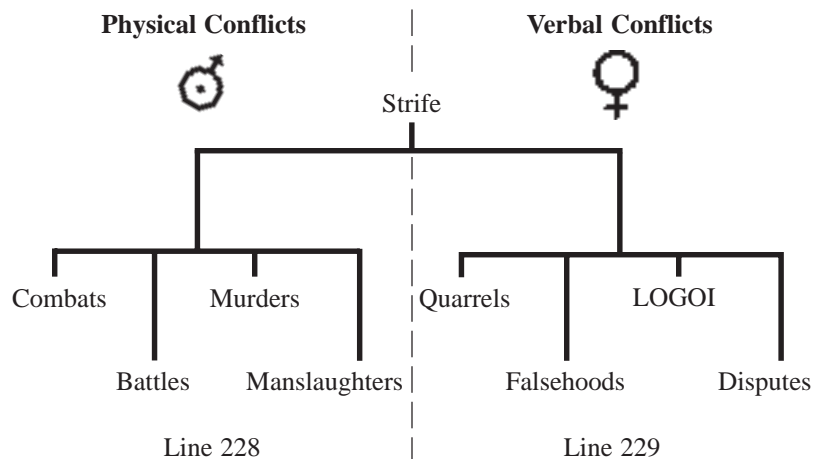 Physical Conflicts Verbal Conflicts
Strife
Combats Murders Quarrels LOGOI
Battles Manslaughters Falsehoods Disputes
Line 228 Line 229